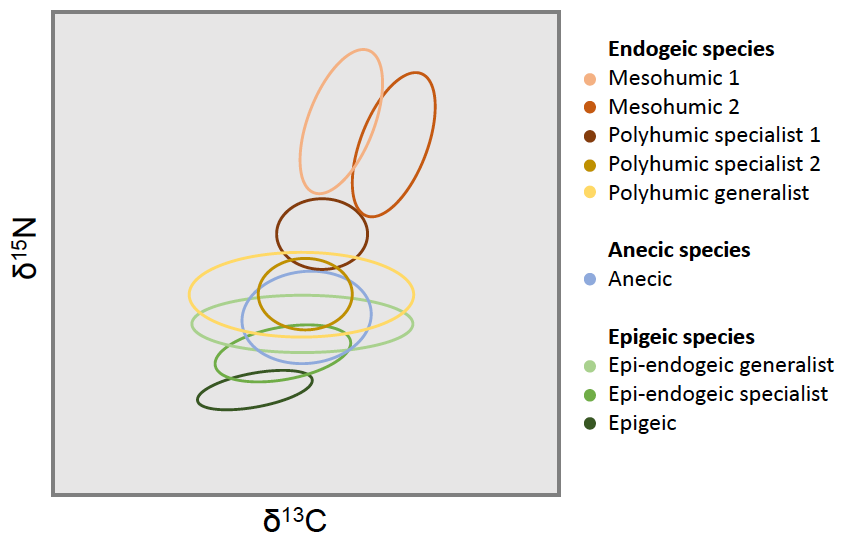 Endogeic species
Mesohumic 1
Mesohumic 2
Polyhumic specialist 1
Polyhumic specialist 2
Polyhumic generalist
Anecic species
Anecic
Epigeic species
Epi-endogeic generalist
Epi-endogeic specialist
Epigeic
δ¹⁵N
δ¹³C